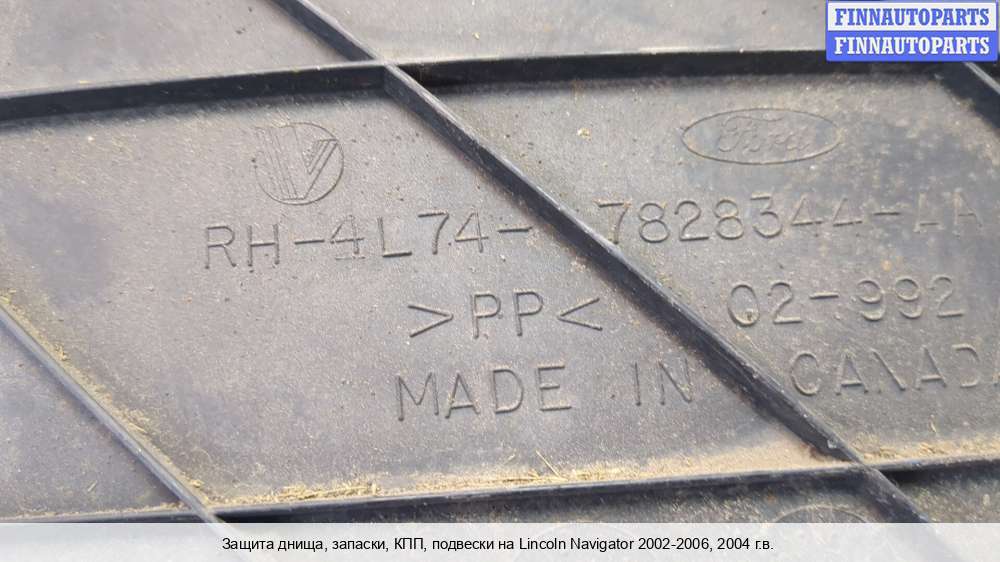 FINNAUTOPARTS
FINNAUTOPARTS
Ford
RH-4L74-7828344-AA
>PP< 02-992
MADE IN CANADA
Защита днища, запаски, КПП, подвески на Lincoln Navigator 2002-2006, 2004 г.в.